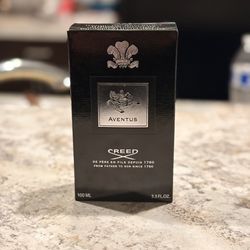 AVENTUS
CREED
DE PÈRE EN FILS DEPUIS 1760
FROM FATHER TO SON SINCE 1760
100 ML
3.3 FL.OZ.